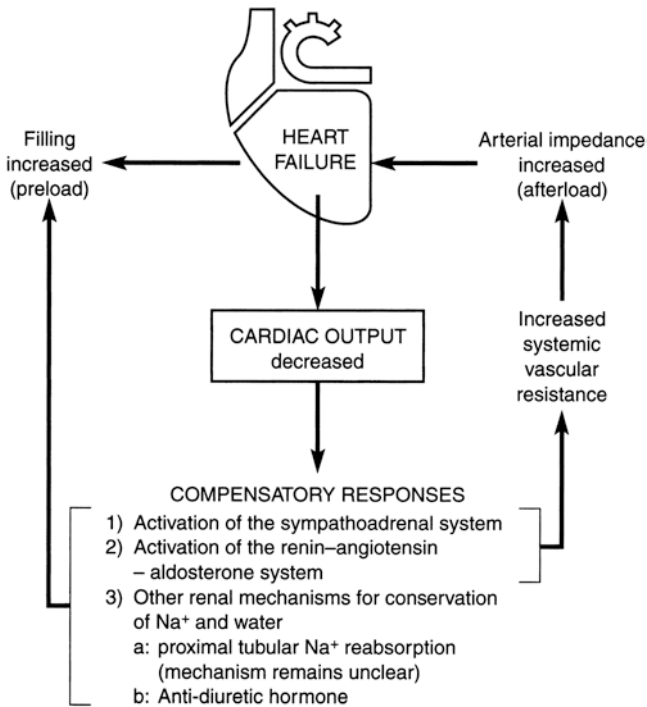 HEART
FAILURE
Filling
increased
(preload)
Arterial impedance
increased
(afterload)
CARDIAC OUTPUT
decreased
Increased
systemic
vascular
resistance
COMPENSATORY RESPONSES
1) Activation of the sympathoadrenal system
2) Activation of the renin–angiotensin
– aldosterone system
3) Other renal mechanisms for conservation
of Na⁺ and water
a: proximal tubular Na⁺ reabsorption
(mechanism remains unclear)
b: Anti-diuretic hormone